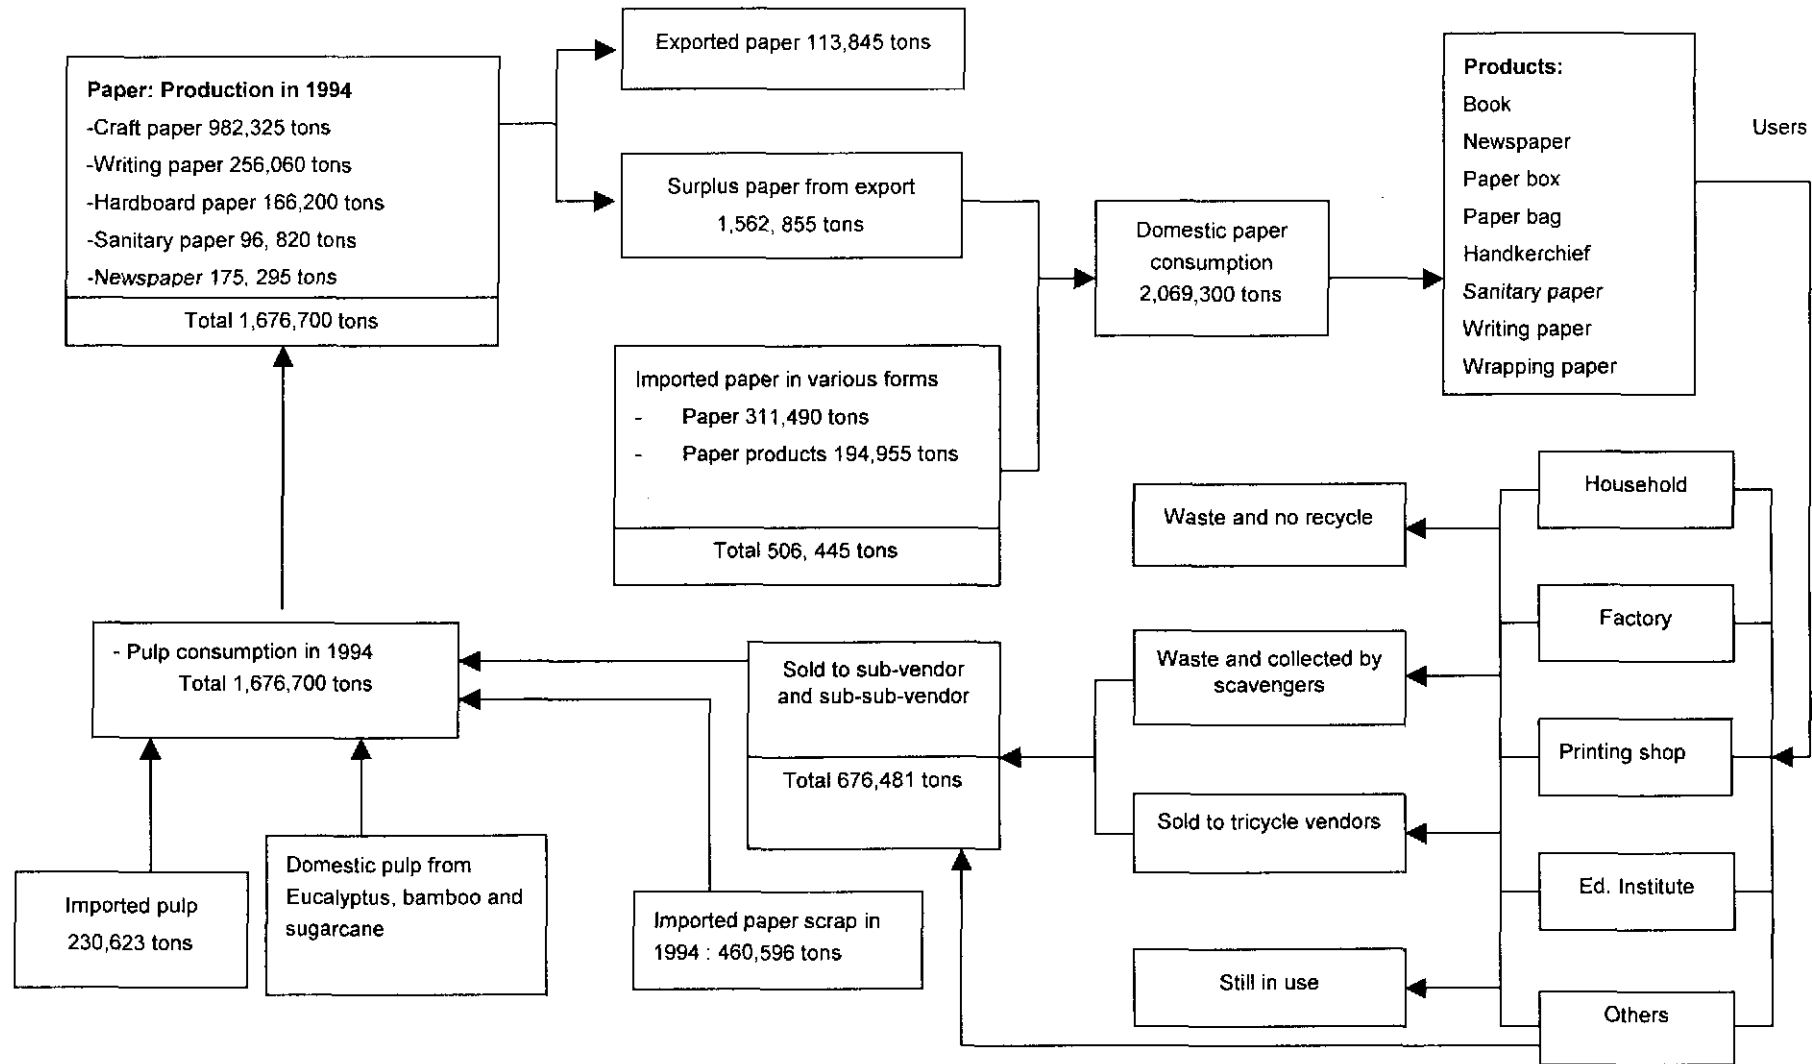 Paper: Production in 1994
-Craft paper 982,325 tons
-Writing paper 256,060 tons
-Hardboard paper 166,200 tons
-Sanitary paper 96, 820 tons
-Newspaper 175, 295 tons
Total 1,676,700 tons
Exported paper 113,845 tons
Surplus paper from export
1,562, 855 tons
Imported paper in various forms
- Paper 311,490 tons
- Paper products 194,955 tons
Total 506, 445 tons
Domestic paper
consumption
2,069,300 tons
Products:
Book
Newspaper
Paper box
Paper bag
Handkerchief
Sanitary paper
Writing paper
Wrapping paper
Users
Household
Factory
Printing shop
Ed. Institute
Others
Waste and no recycle
Waste and collected by
scavengers
Sold to tricycle vendors
Still in use
Sold to sub-vendor
and sub-sub-vendor
Total 676,481 tons
- Pulp consumption in 1994
Total 1,676,700 tons
Imported pulp
230,623 tons
Domestic pulp from
Eucalyptus, bamboo and
sugarcane
Imported paper scrap in
1994 : 460,596 tons